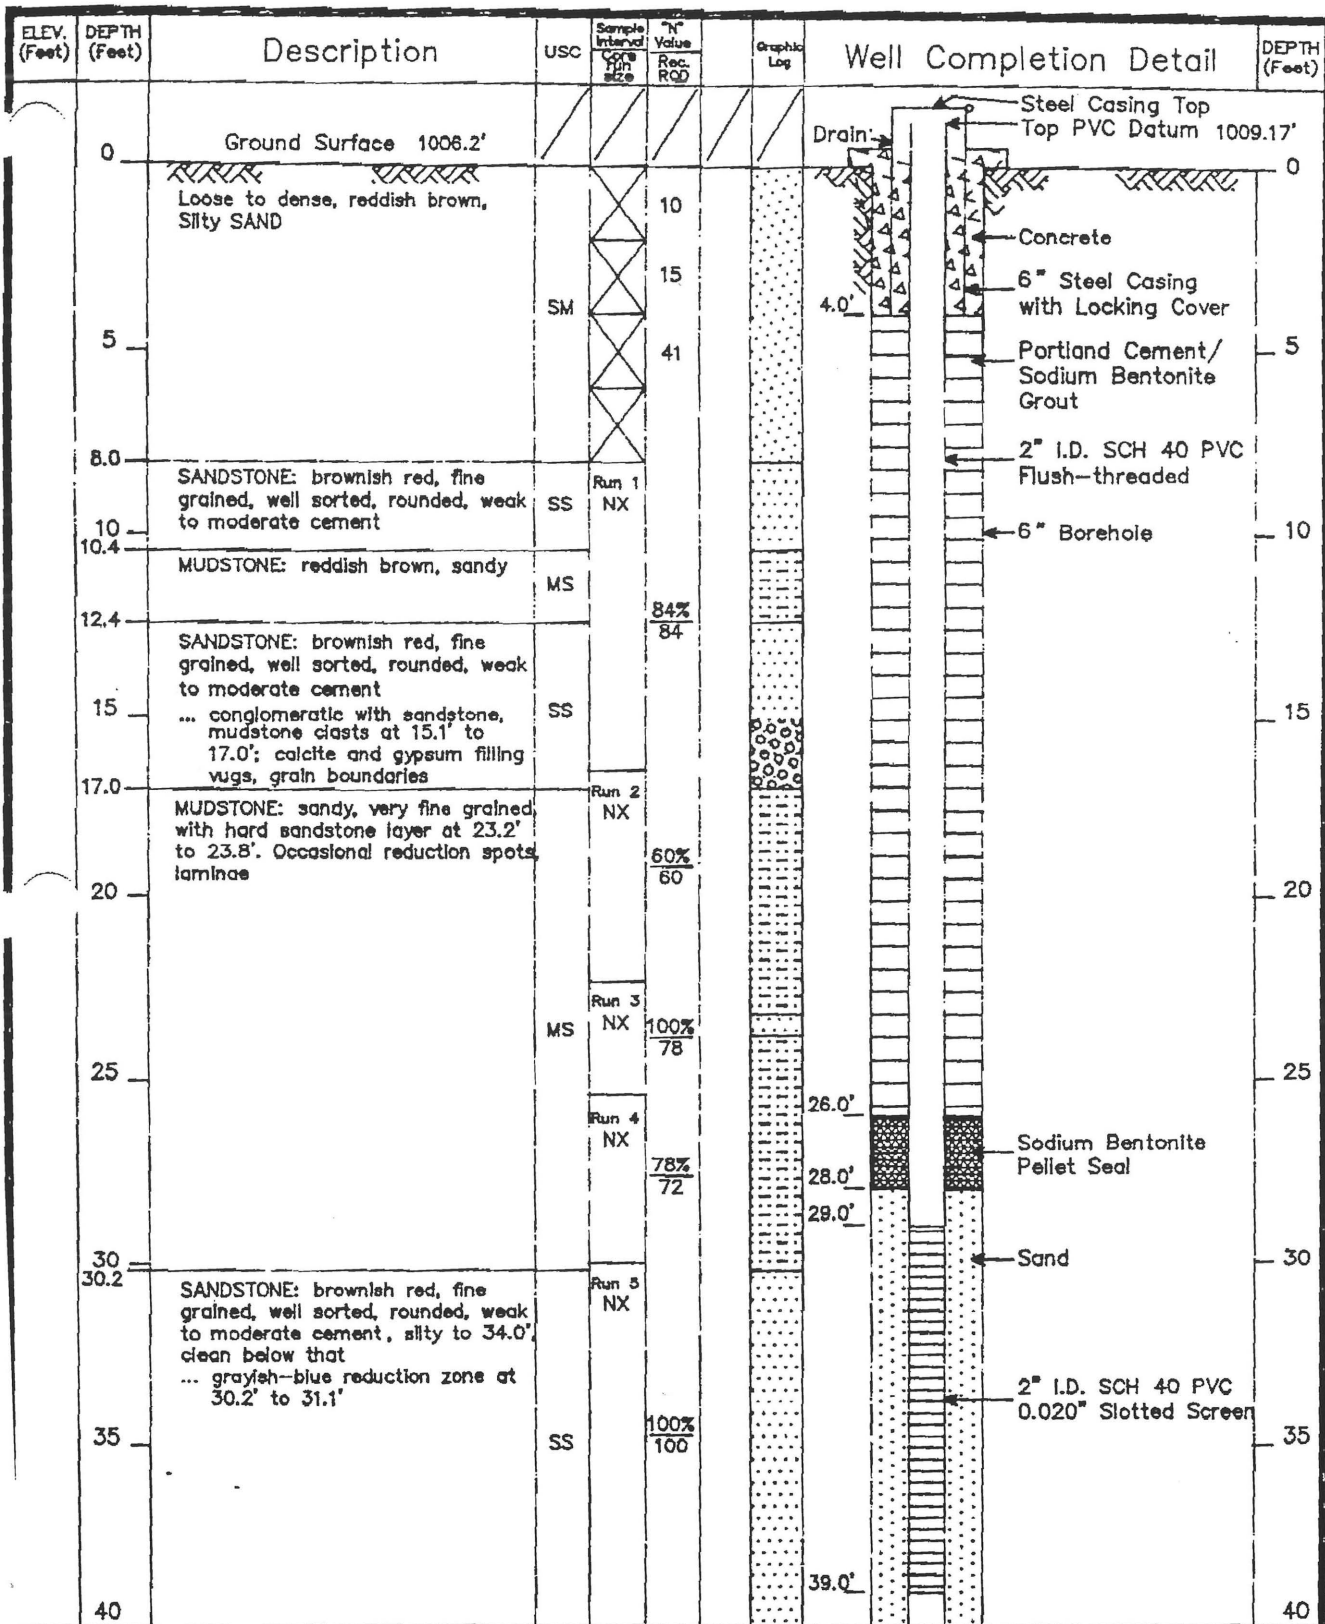 ELEV.
(Feet)
DEPTH
(Feet)
Description
USC
Sample
Interval
Core
run
size
"N"
Value
Rec.
RQD
Graphic
Log
Well Completion Detail
DEPTH
(Feet)
Steel Casing Top
Top PVC Datum 1009.17'
Drain
Ground Surface 1006.2'
0
0
Loose to dense, reddish brown,
Silty SAND
SM
10
15
41
Concrete
6" Steel Casing
with Locking Cover
4.0'
5
5
Portland Cement/
Sodium Bentonite
Grout
2" I.D. SCH 40 PVC
Flush-threaded
8.0
SANDSTONE: brownish red, fine
grained, well sorted, rounded, weak
to moderate cement
SS
Run 1
NX
6" Borehole
10
10
10.4
MUDSTONE: reddish brown, sandy
MS
84%
84
12.4
SANDSTONE: brownish red, fine
grained, well sorted, rounded, weak
to moderate cement
... conglomeratic with sandstone,
mudstone clasts at 15.1' to
17.0'; calcite and gypsum filling
vugs, grain boundaries
15
SS
15
17.0
Run 2
NX
MUDSTONE: sandy, very fine grained
with hard sandstone layer at 23.2'
to 23.8'. Occasional reduction spots,
laminae
60%
60
20
20
Run 3
NX
MS
100%
78
25
25
Run 4
NX
26.0'
78%
72
Sodium Bentonite
Pellet Seal
28.0'
29.0'
30
Sand
30
30.2
Run 5
NX
SANDSTONE: brownish red, fine
grained, well sorted, rounded, weak
to moderate cement, silty to 34.0',
clean below that
... grayish-blue reduction zone at
30.2' to 31.1'
2" I.D. SCH 40 PVC
0.020" Slotted Screen
35
SS
100%
100
35
39.0'
40
40